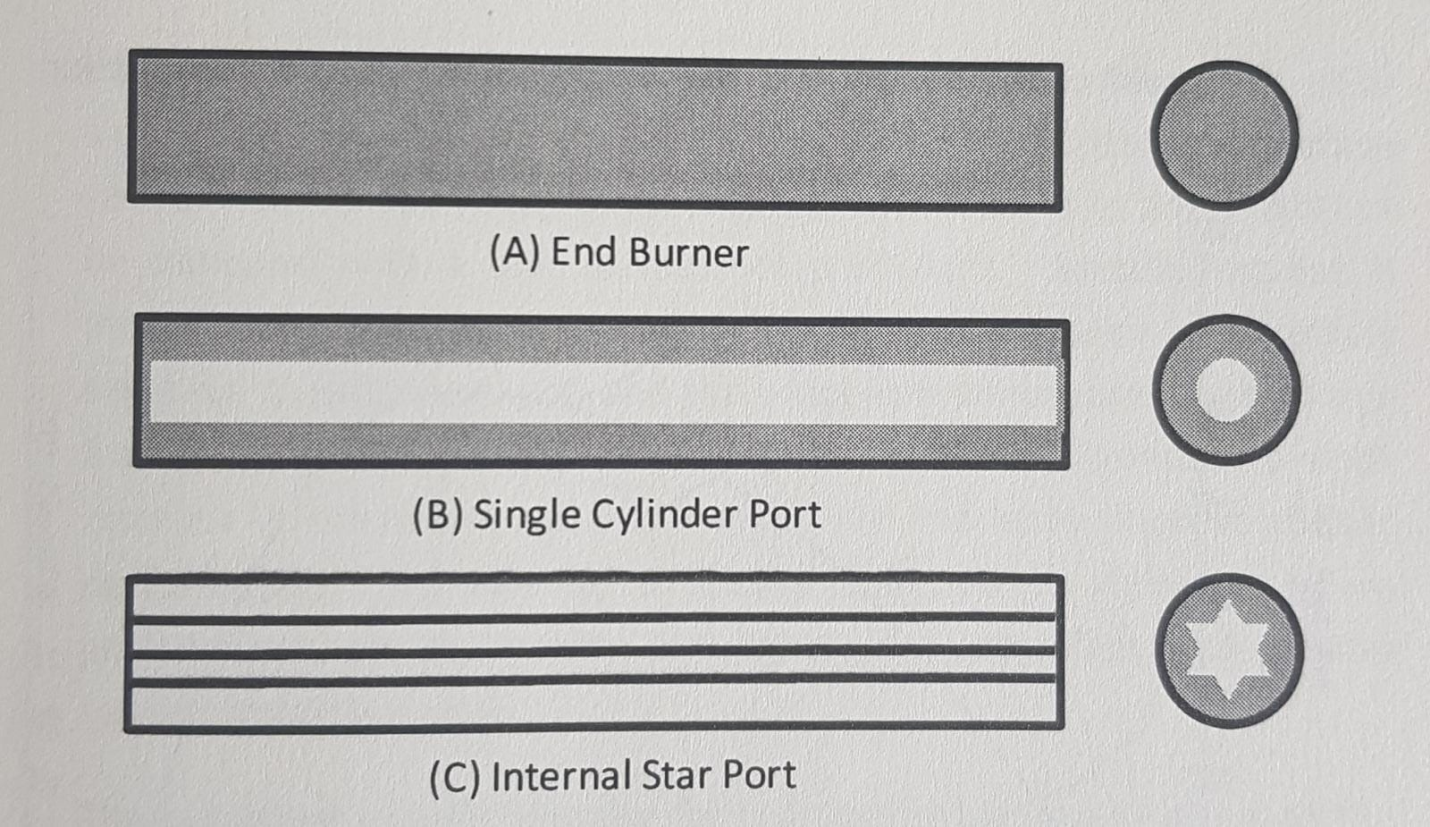 (A) End Burner
(B) Single Cylinder Port
(C) Internal Star Port